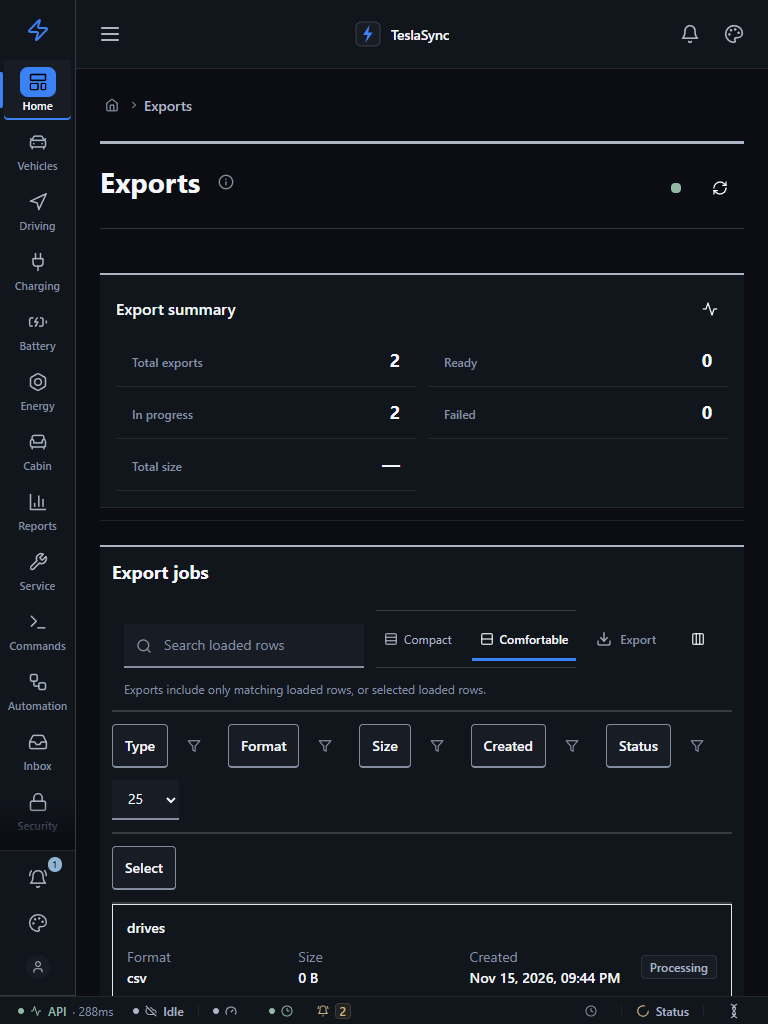 TeslaSync
Home
Vehicles
Driving
Charging
Battery
Energy
Cabin
Reports
Service
Commands
Automation
Inbox
Security
1
Exports
Exports
Export summary
Total exports 2
Ready 0
In progress 2
Failed 0
Total size —
Export jobs
Search loaded rows
Compact Comfortable Export
Exports include only matching loaded rows, or selected loaded rows.
Type Format Size Created Status
25
Select
drives
Format Size Created
csv 0 B Nov 15, 2026, 09:44 PM Processing
API · 288ms Idle 2 Status